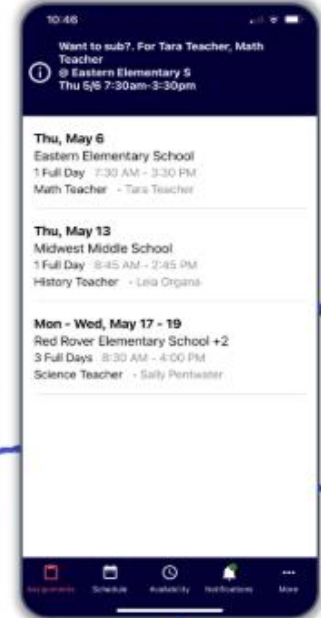 10:46
Want to sub?. For Tara Teacher, Math
Teacher
@ Eastern Elementary S
Thu 5/6 7:30am-3:30pm
Thu, May 6
Eastern Elementary School
1 Full Day 7:30 AM - 3:30 PM
Math Teacher - Tara Teacher
Thu, May 13
Midwest Middle School
1 Full Day 8:45 AM - 2:45 PM
History Teacher - Leia Organa
Mon - Wed, May 17 - 19
Red Rover Elementary School +2
3 Full Days 8:30 AM - 4:00 PM
Science Teacher - Sally Pentwater
Assignments Schedule Availability Notifications More